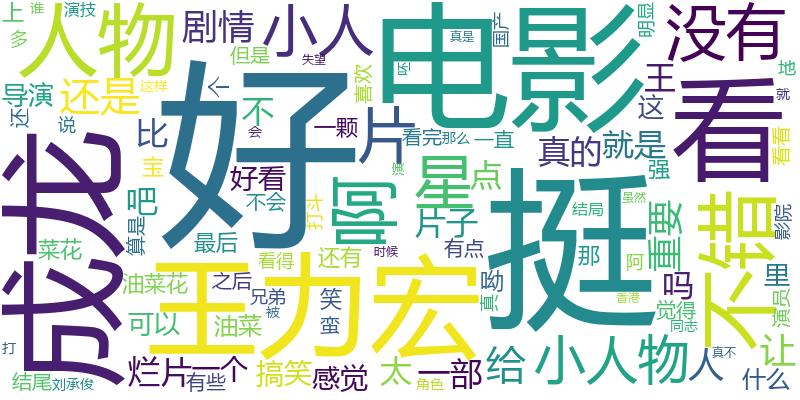 上 谁 演技
多
人物
剧情
小人
电影
国产
明显
没有
但是
失望
真是
导演
还是
这样
个
不
喜欢
王
地
这
就
还
说
比
会
一颗
片
看完
那么
一直
真的
就是
看
看看
成龙
好
宝
好看
啊
星
点
演
强
吧
不会
打斗
挺
虽然
不错
算是
最后
片子
结局
重要
影院
菜花
看得
时候
有点
那
阿
油菜花
之后
还有
真
吗
里
王力宏
兄弟
笑
香港
觉得
演员
可以
油菜
被
蛮
同志
打
让
烂片
一个
搞笑
感觉
太
一部
给
小人物
人
真不
什么
结尾
刘承俊
有些
角色